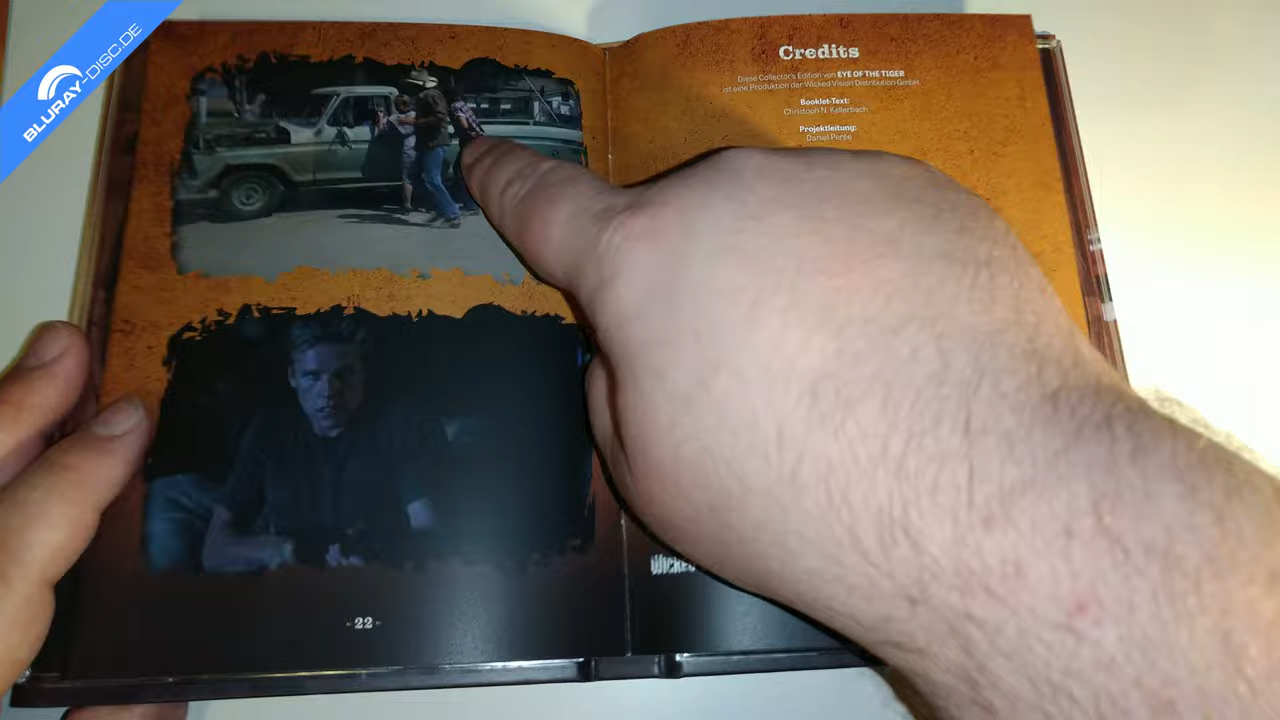 BLURAY-DISC.DE
Credits
Diese Collector's Edition von EYE OF THE TIGER
ist eine Produktion der Wicked Vision Distribution GmbH.
Booklet-Text:
Christoph N. Kellerbach
Projektleitung:
Daniel Perée
WICKED
- 22 -